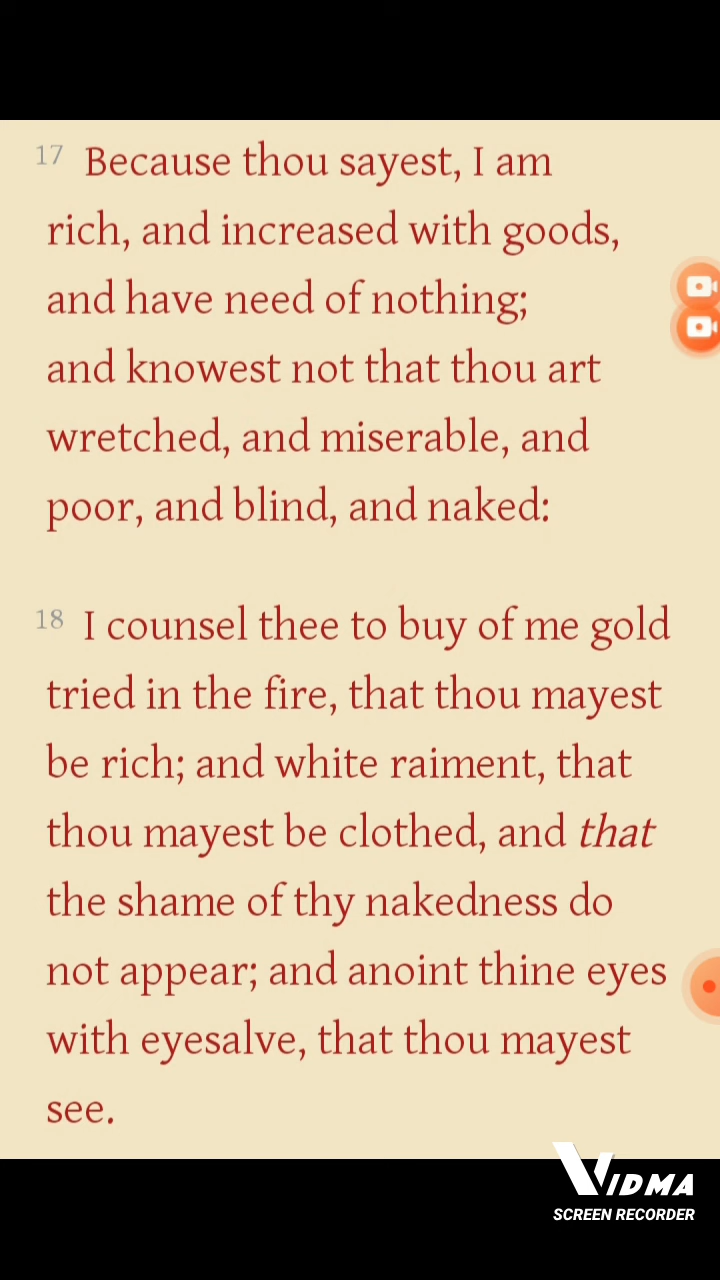 17 Because thou sayest, I am
rich, and increased with goods,
and have need of nothing;
and knowest not that thou art
wretched, and miserable, and
poor, and blind, and naked:
18 I counsel thee to buy of me gold
tried in the fire, that thou mayest
be rich; and white raiment, that
thou mayest be clothed, and that
the shame of thy nakedness do
not appear; and anoint thine eyes
with eyesalve, that thou mayest
see.
VIDMA
SCREEN RECORDER